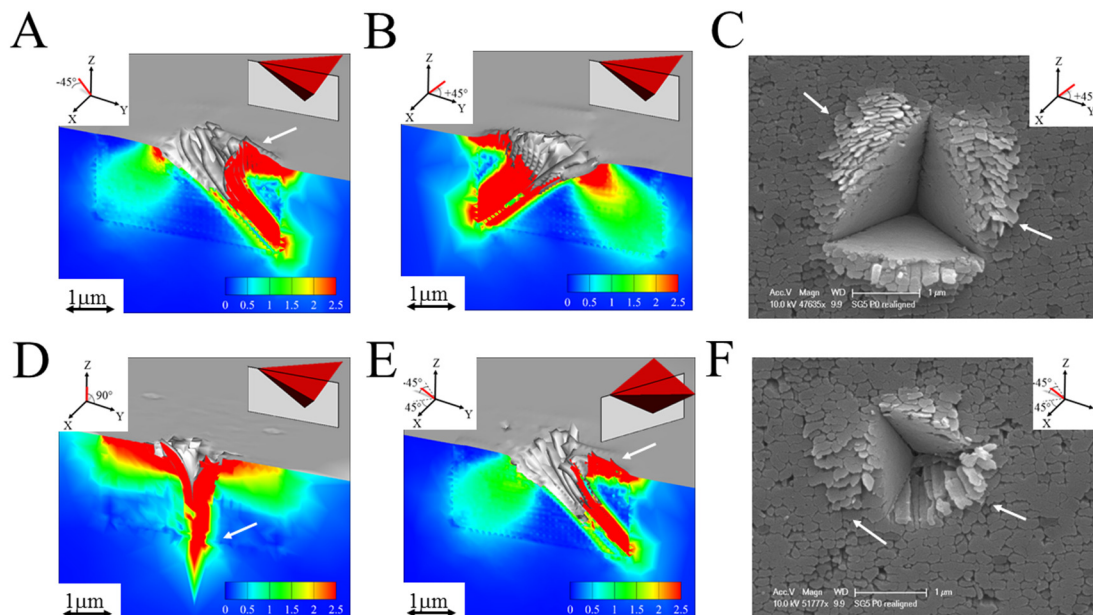 A
B
C
-45°
Z
Y
X
+45°
Z
Y
X
Z
+45°
Y
X
1μm
0 0.5 1 1.5 2 2.5
1μm
0 0.5 1 1.5 2 2.5
Acc.V Magn WD 1 μm
10.0 kV 47635x 9.9 SG5 P0 realigned
D
E
F
Z
90°
Y
X
Z
-45°
45°
Y
X
Z
-45°
45°
Y
X
1μm
0 0.5 1 1.5 2 2.5
1μm
0 0.5 1 1.5 2 2.5
Acc.V Magn WD 1 μm
10.0 kV 51777x 9.9 SG5 P0 realigned